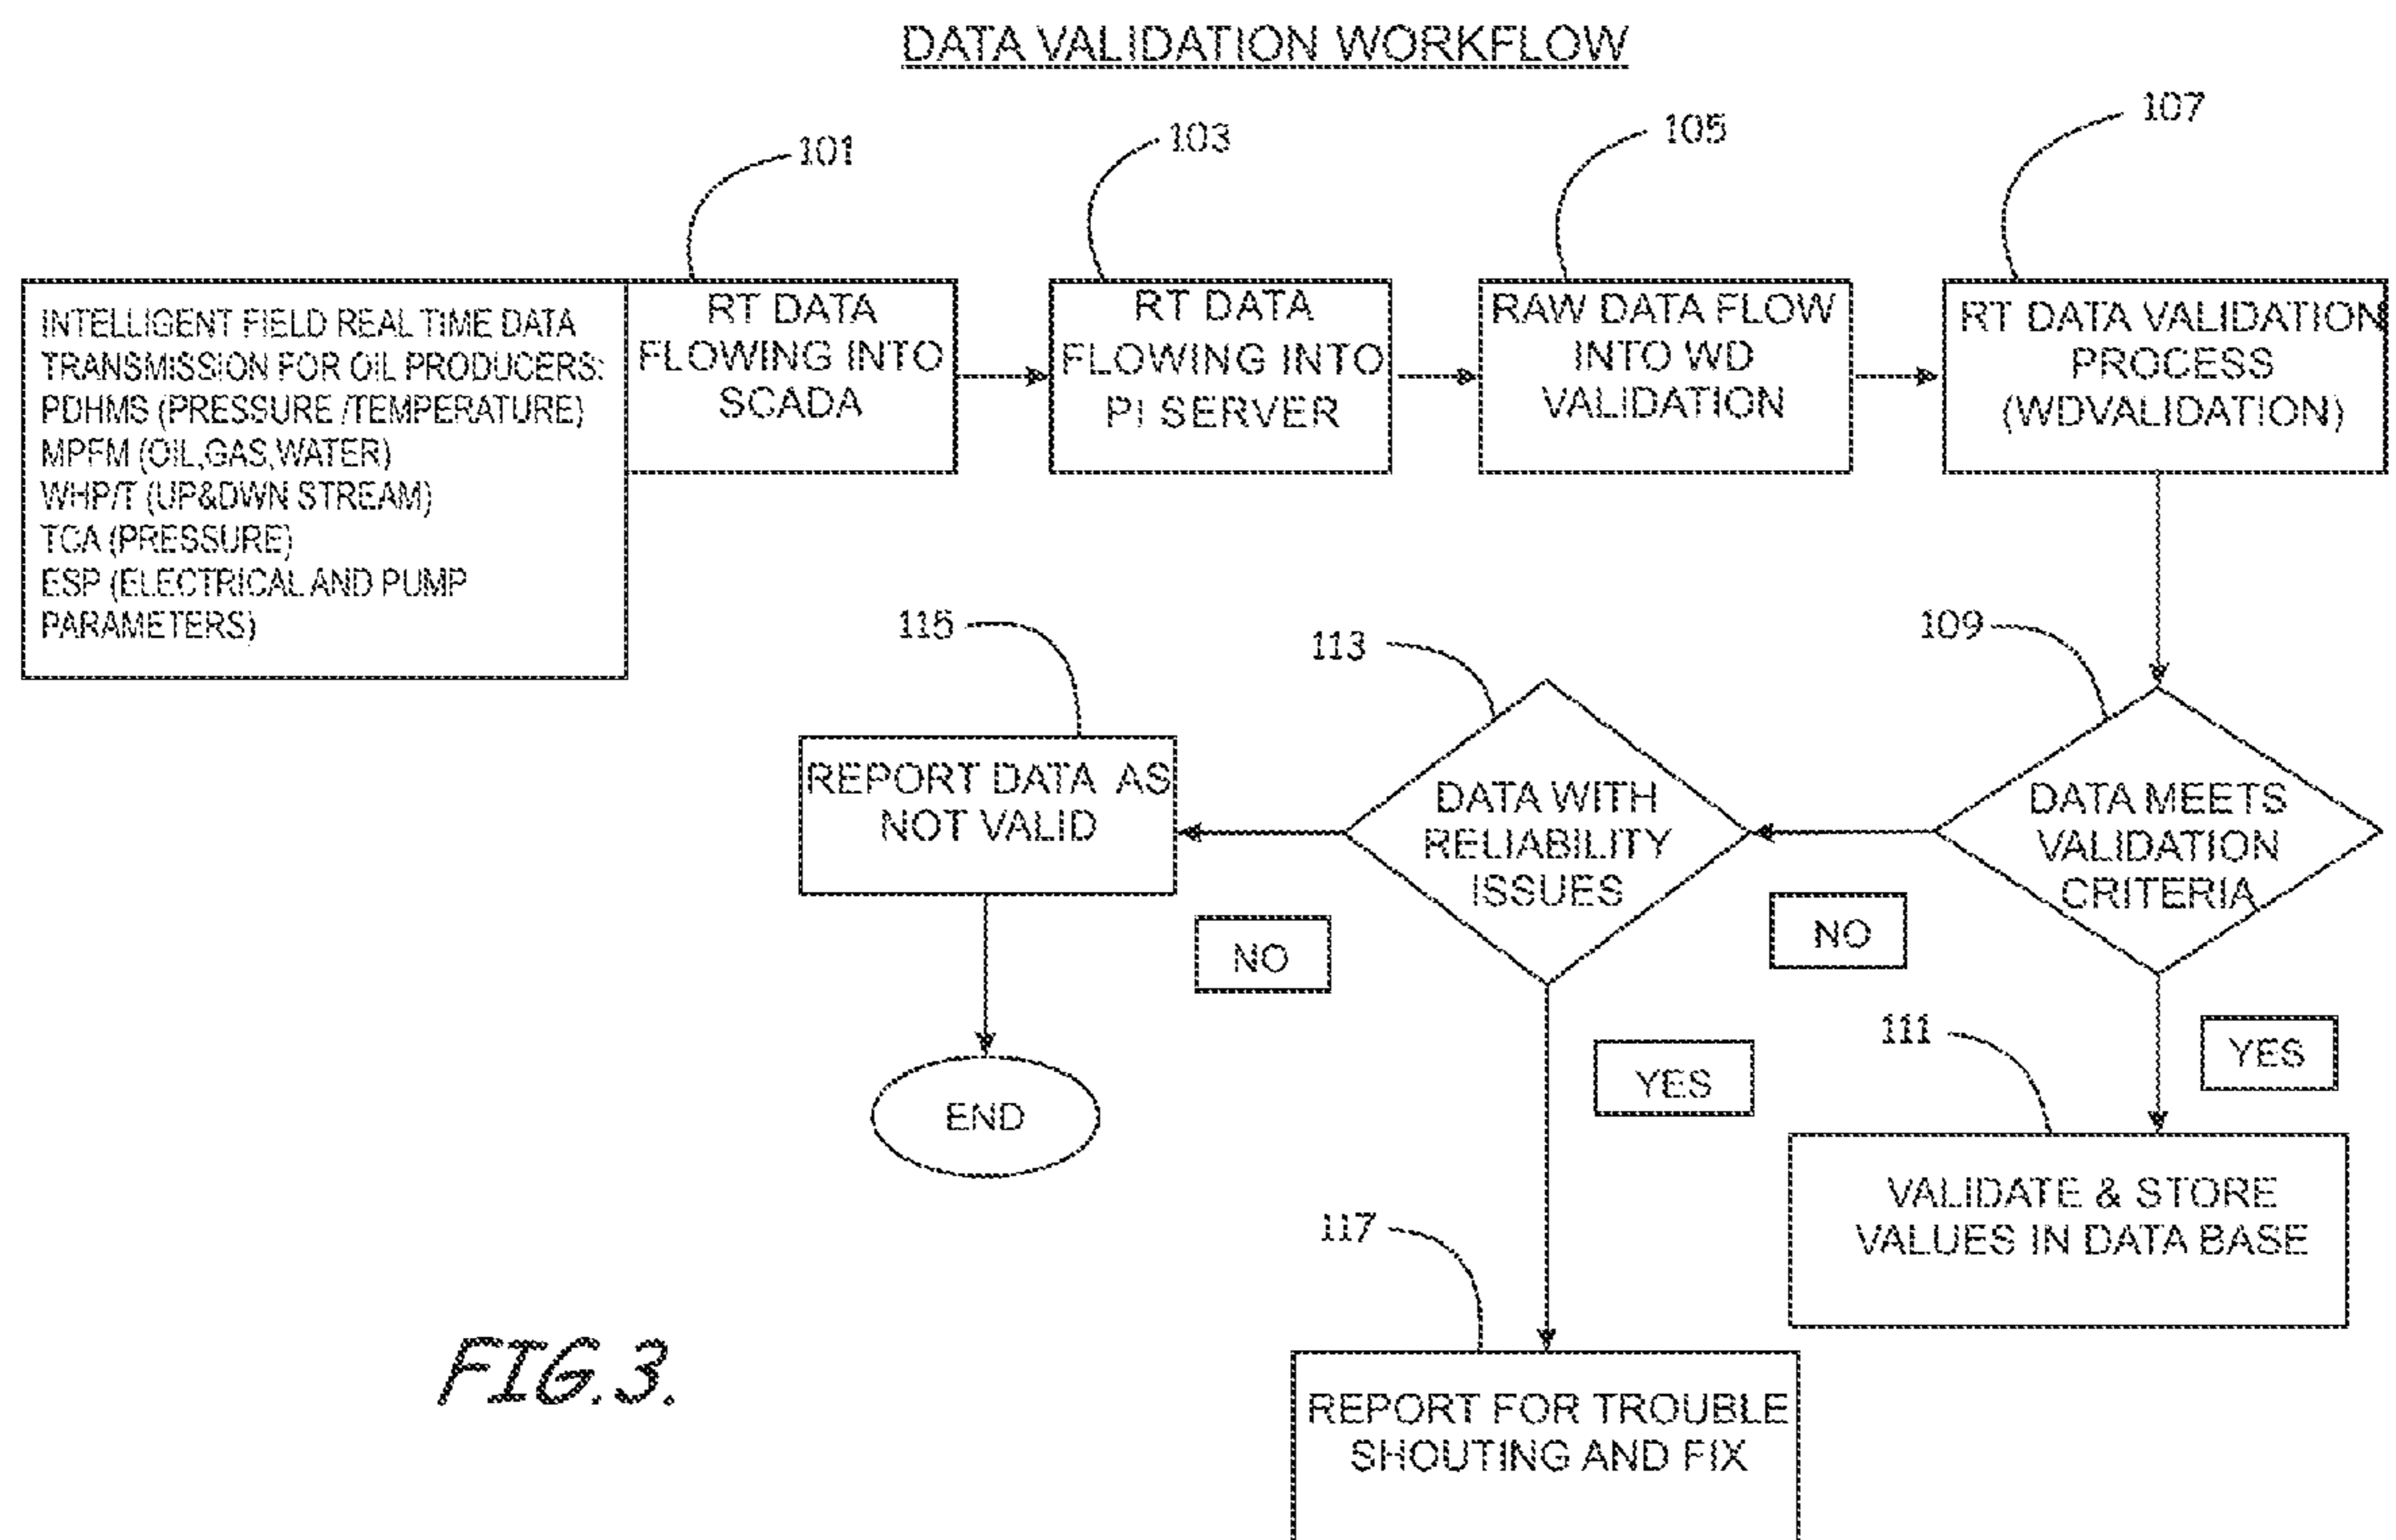 DATA VALIDATION WORKFLOW
101
103
105
107
INTELLIGENT FIELD REAL TIME DATA
TRANSMISSION FOR OIL PRODUCERS:
PDHMS (PRESSURE /TEMPERATURE)
MPFM (OIL,GAS,WATER)
WHP/T (UP&DWN STREAM)
TCA (PRESSURE)
ESP (ELECTRICAL AND PUMP
PARAMETERS)
RT DATA
FLOWING INTO
SCADA
RT DATA
FLOWING INTO
PI SERVER
RAW DATA FLOW
INTO WD
VALIDATION
RT DATA VALIDATION
PROCESS
(WDVALIDATION)
115
113
109
REPORT DATA AS
NOT VALID
DATA WITH
RELIABILITY
ISSUES
DATA MEETS
VALIDATION
CRITERIA
NO
NO
END
YES
111
YES
VALIDATE & STORE
VALUES IN DATA BASE
117
REPORT FOR TROUBLE
SHOUTING AND FIX
FIG.3.